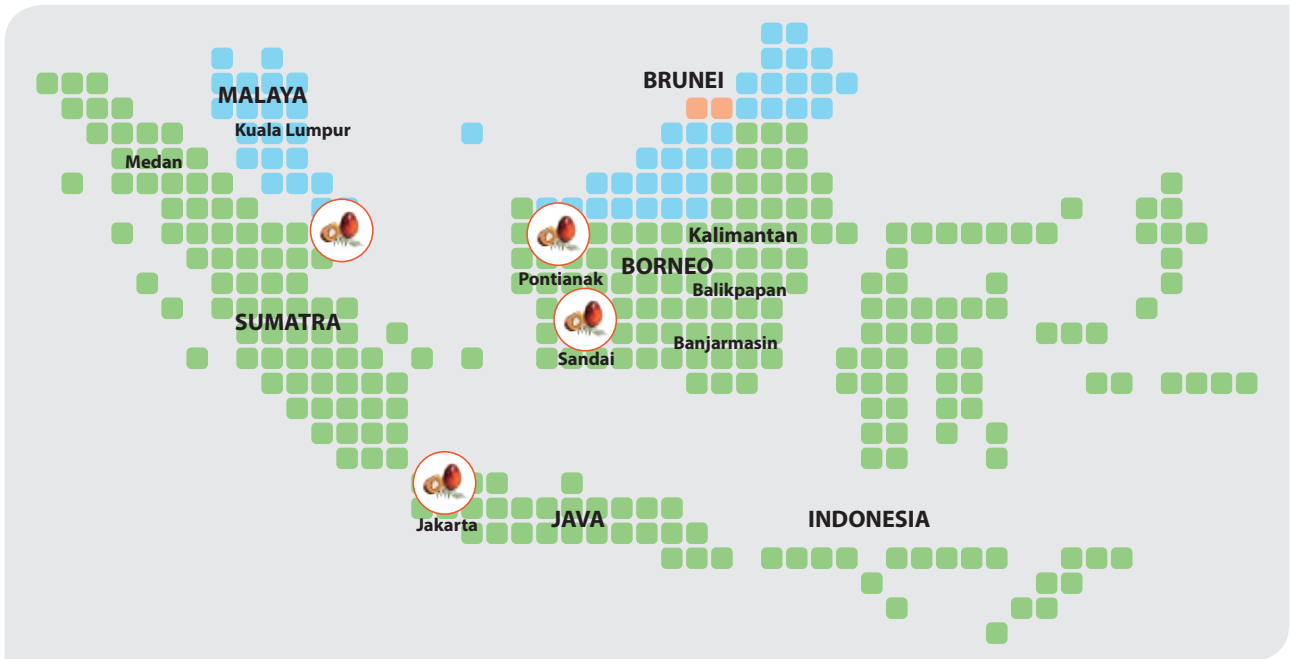 BRUNEI
MALAYA
Kuala Lumpur
Medan
Kalimantan
BORNEO
Pontianak
Balikpapan
SUMATRA
Banjarmasin
Sandai
Jakarta
JAVA
INDONESIA